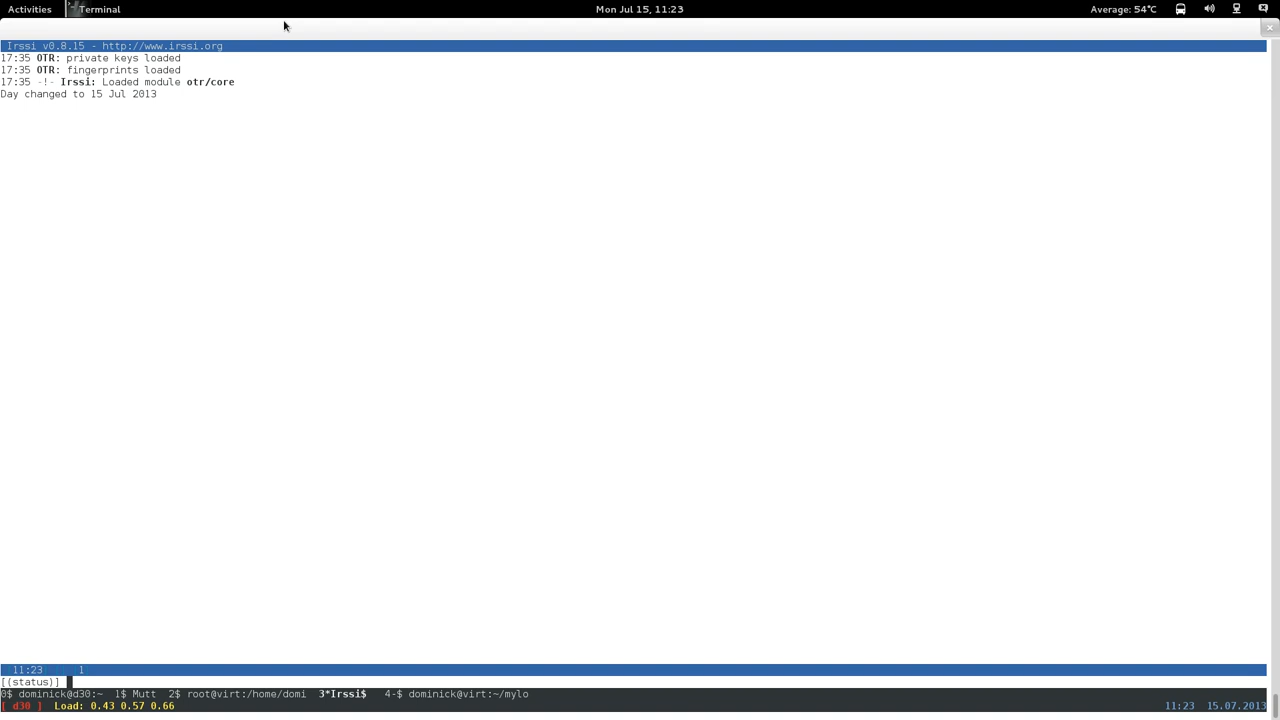 Activities Terminal Mon Jul 15, 11:23 Average: 54°C
Irssi v0.8.15 - http://www.irssi.org
17:35 OTR: private keys loaded
17:35 OTR: fingerprints loaded
17:35 -!- Irssi: Loaded module otr/core
Day changed to 15 Jul 2013
11:23 1
[(status)]
0$ dominick@d30:~ 1$ Mutt 2$ root@virt:/home/domi 3*Irssi$ 4-$ dominick@virt:~/mylo
[ d30 ] Load: 0.43 0.57 0.66 11:23 15.07.2013